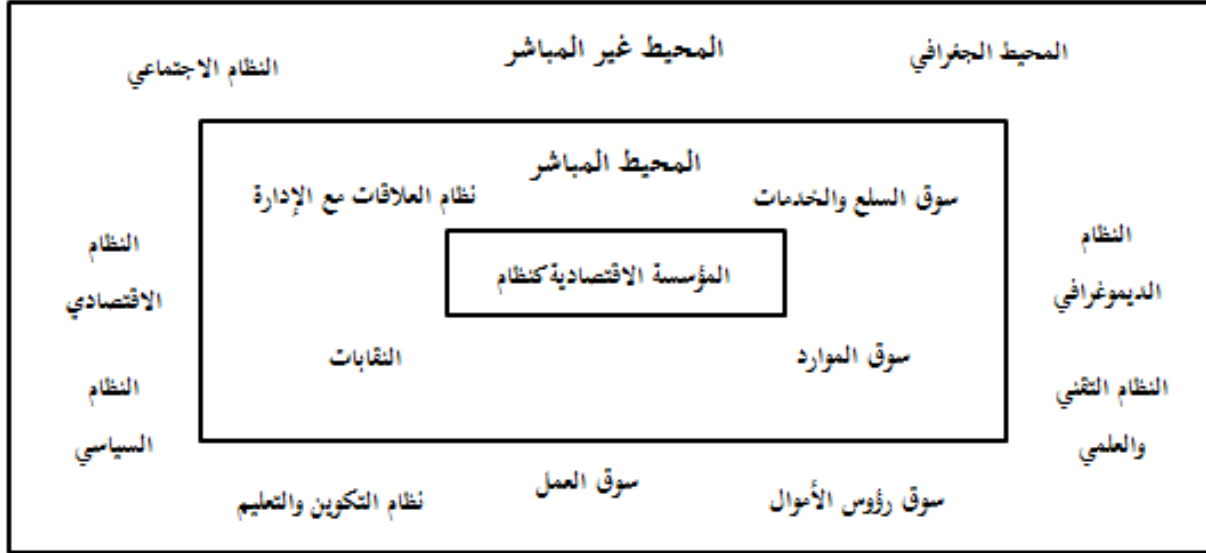 المحيط الجغرافي
المحيط غير المباشر
النظام الاجتماعي
المحيط المباشر
سوق السلع والخدمات
نظام العلاقات مع الإدارة
النظام
الديموغرافي
المؤسسة الاقتصادية كنظام
النظام
الاقتصادي
سوق الموارد
النقابات
النظام التقني
والعلمي
النظام
السياسي
سوق رؤوس الأموال
سوق العمل
نظام التكوين والتعليم